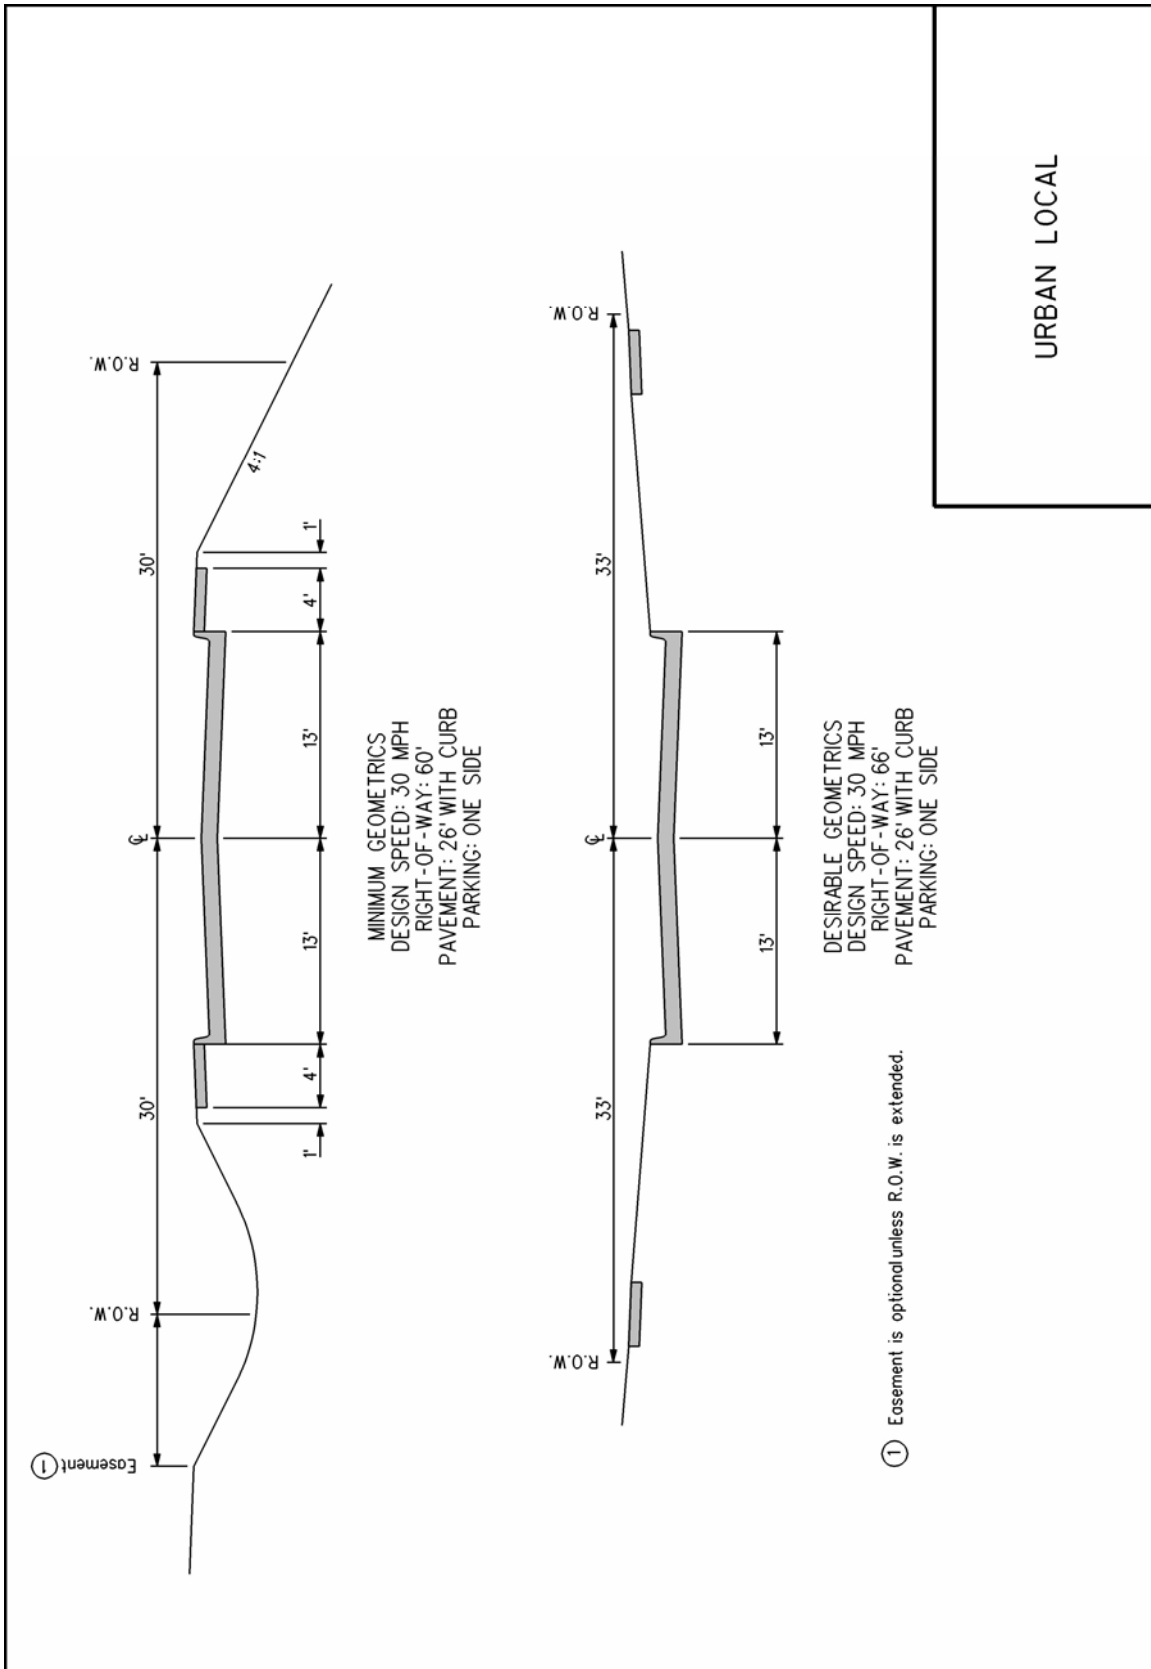 ① Easement
R.O.W.
℄
R.O.W.
30'
30'
4:1
1'
4'
13'
13'
4'
1'
MINIMUM GEOMETRICS
DESIGN SPEED: 30 MPH
RIGHT-OF-WAY: 60'
PAVEMENT: 26' WITH CURB
PARKING: ONE SIDE
R.O.W.
℄
R.O.W.
33'
33'
13'
13'
DESIRABLE GEOMETRICS
DESIGN SPEED: 30 MPH
RIGHT-OF-WAY: 66'
PAVEMENT: 26' WITH CURB
PARKING: ONE SIDE
① Easement is optional unless R.O.W. is extended.
URBAN LOCAL